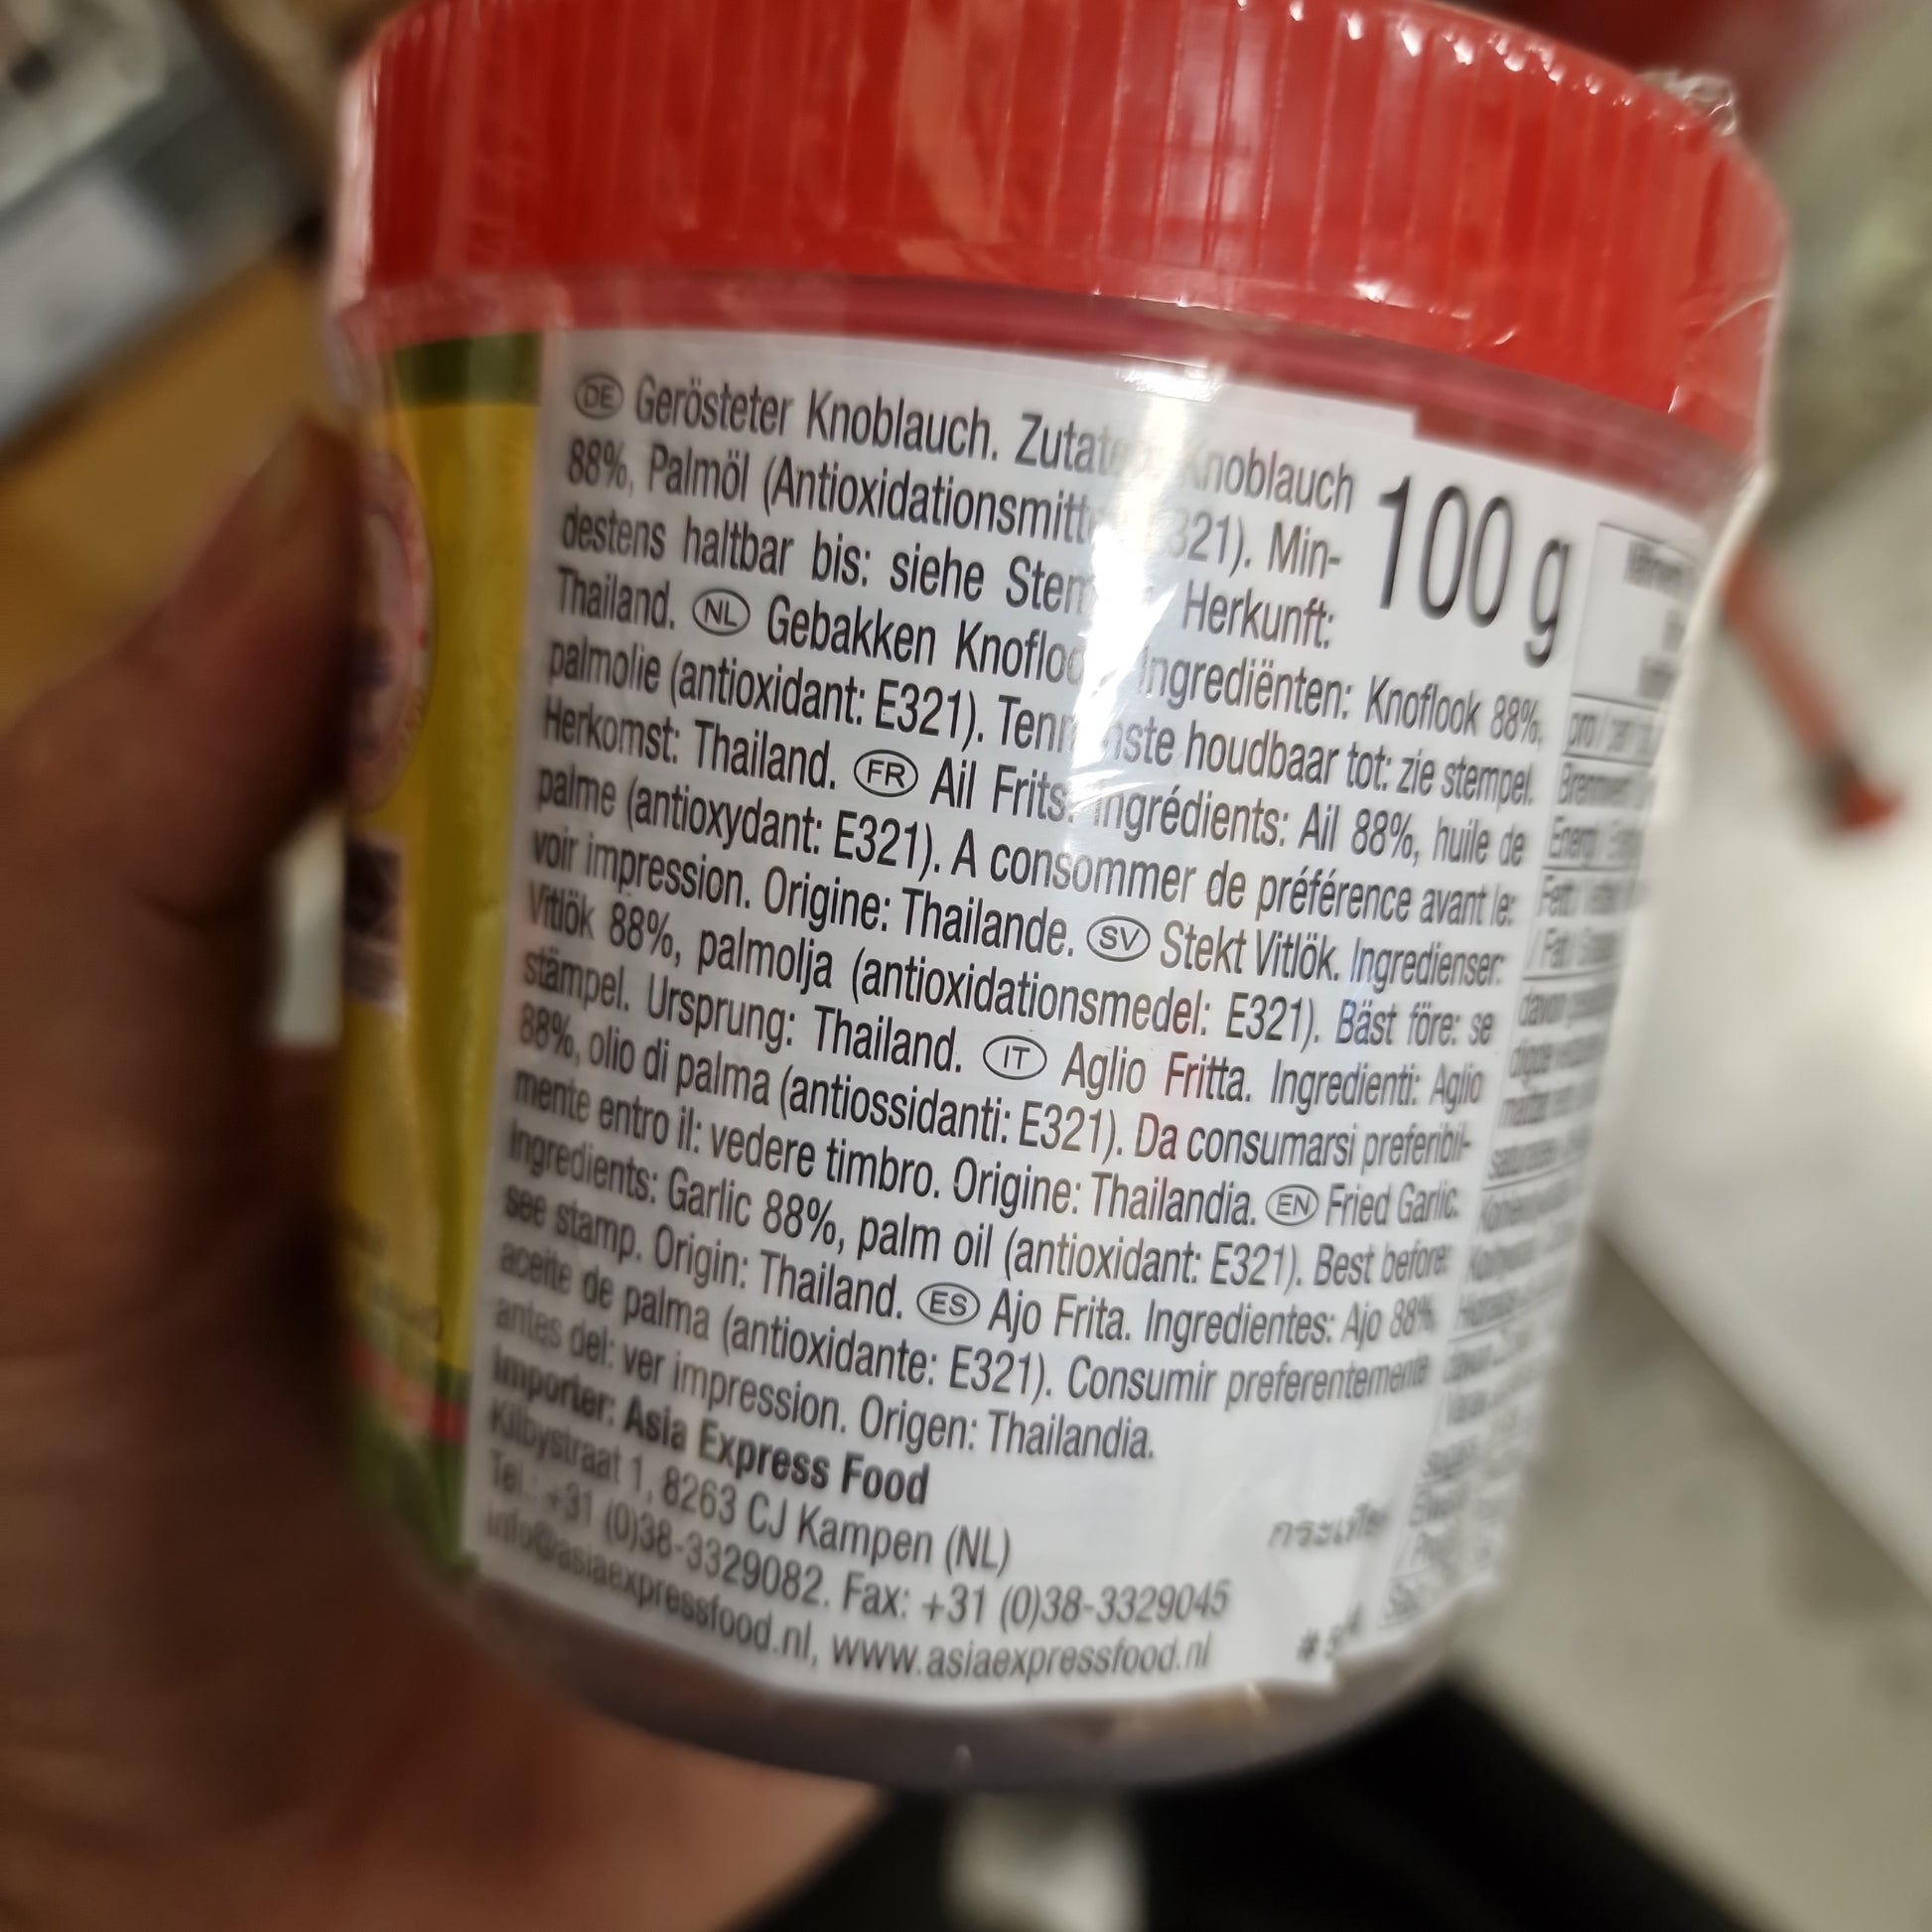 DE Gerösteter Knoblauch. Knoblauch
88%, Palmöl 321). Min-
destens haltbar bis: siehe Herkunft:
100 g
Thailand. NL Gebakken Ingrediënten: Knoflook 88%,
palmolie (antioxidant: E321). houdbaar tot: zie stempel.
Herkomst: Thailand. FR Ail Frits. Ingrédients: Ail 88%, huile de
palme (antioxydant: E321). A consommer de préférence avant le:
voir impression. Origine: Thailande. SV Stekt Vitlök. Ingredienser:
Vitlök 88%, palmolja (antioxidationsmedel: E321). Bäst före: se
stämpel. Ursprung: Thailand. IT Aglio Fritta. Ingredienti: Aglio
88%, olio di palma (antiossidanti: E321). Da consumarsi preferibil-
mente entro il: vedere timbro. Origine: Thailandia. EN Fried Garlic.
Ingredients: Garlic 88%, palm oil (antioxidant: E321). Best before:
see stamp. Origin: Thailand. ES Ajo Frita. Ingredientes: Ajo 88%
aceite de palma (antioxidante: E321). Consumir preferentemente
antes del: ver impression. Origen: Thailandia.
Importer: Asia Express Food
Kilbystraat 1, 8263 CJ Kampen (NL)
Tel.: +31 (0)38-3329082. Fax: +31 (0)38-3329045
info@asiaexpressfood.nl, www.asiaexpressfood.nl